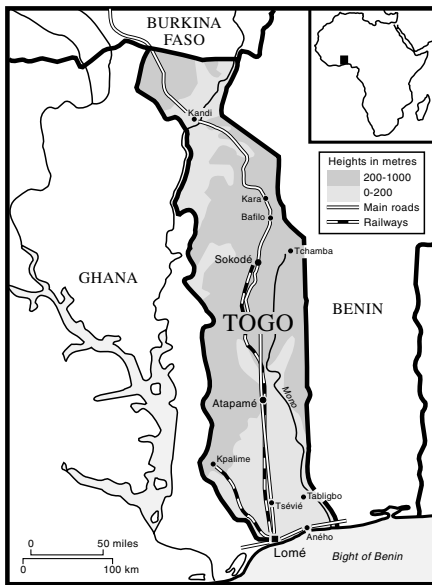 BURKINA
FASO
Kandi
Heights in metres
200-1000
0-200
Main roads
Railways
Kara
Bafilo
Tchamba
Sokodé
GHANA
BENIN
TOGO
Mono
Atapamé
Kpalime
Tabligbo
Tsévié
Aného
Lomé
0 50 miles
0 100 km
Bight of Benin